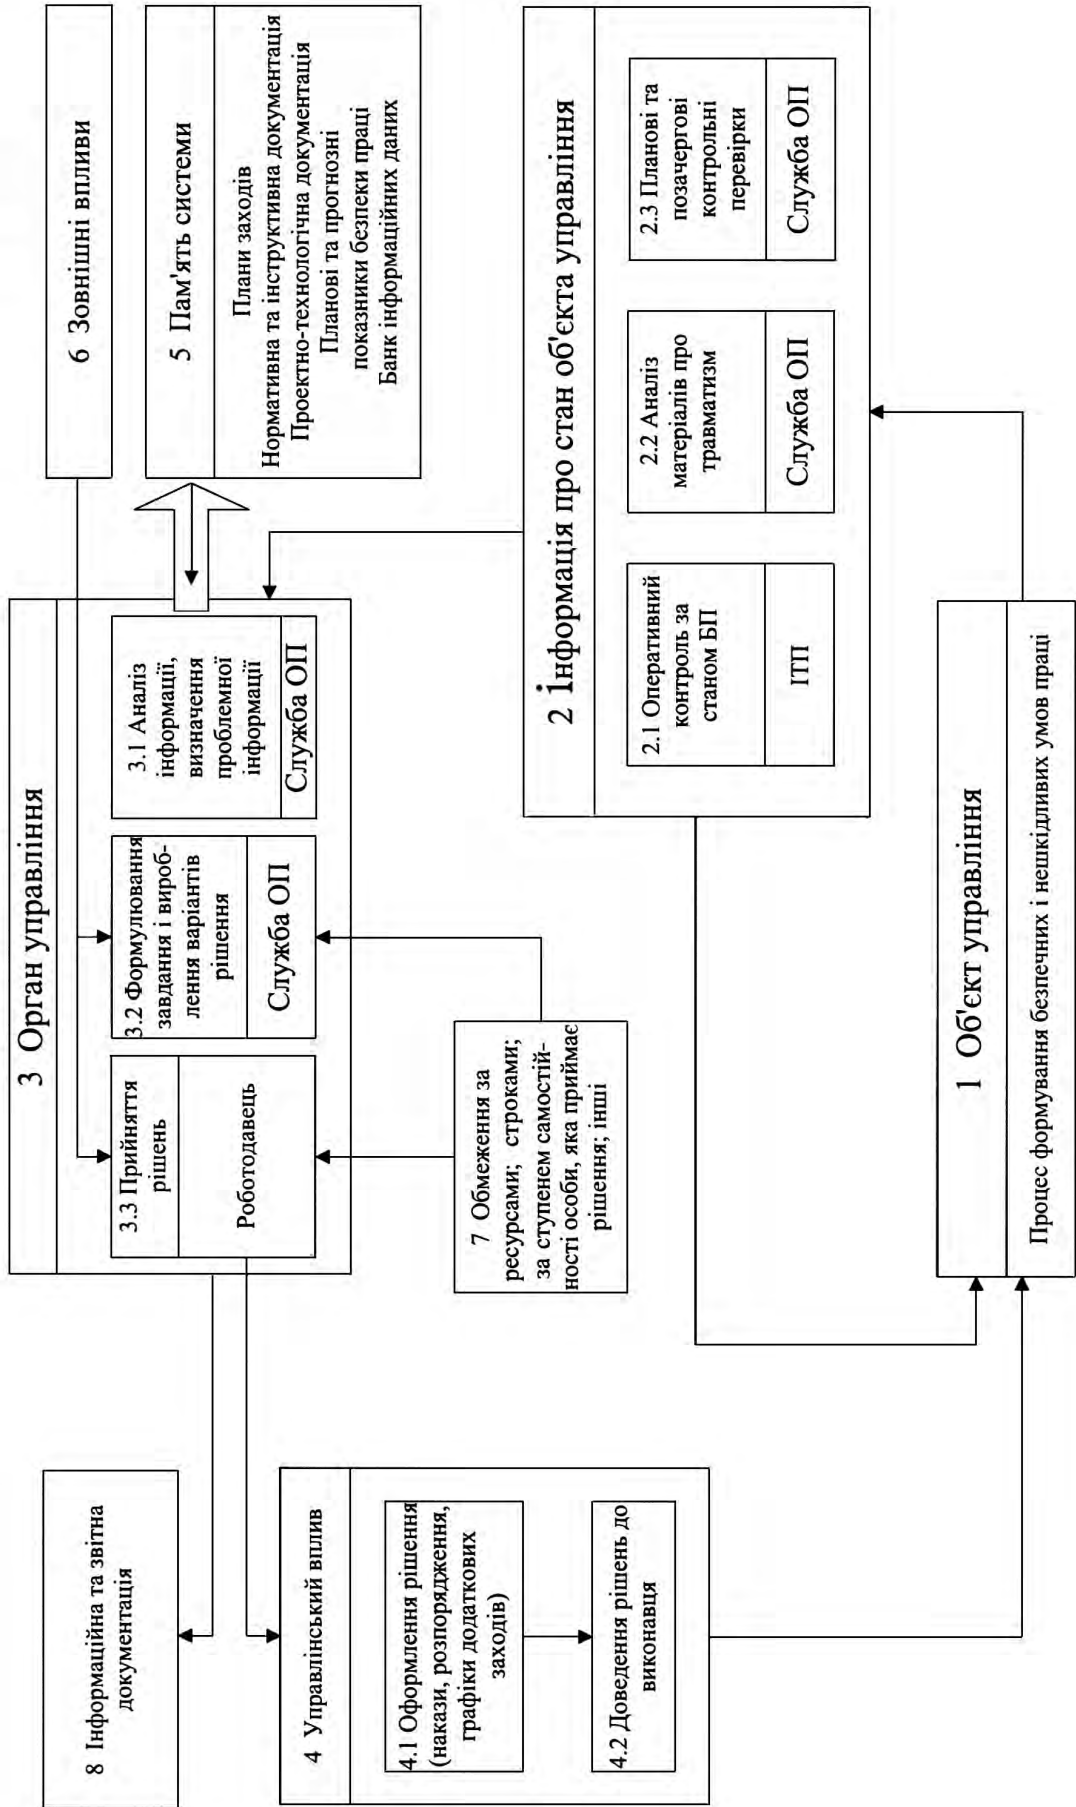 8 Інформаційна та звітна
документація
4 Управлінський вплив
4.1 Оформлення рішення
(накази, розпорядження,
графіки додаткових
заходів)
4.2 Доведення рішень до
виконавця
3 Орган управління
3.3 Прийняття
рішень
Роботодавець
3.2 Формулювання
завдання і вироб-
лення варіантів
рішення
Служба ОП
3.1 Аналіз
інформації,
визначення
проблемної
інформації
Служба ОП
7 Обмеження за
ресурсами; строками;
за ступенем самостій-
ності особи, яка приймає
рішення; інші
6 Зовнішні впливи
5 Пам'ять системи
Плани заходів
Нормативна та інструктивна документація
Проектно-технологічна документація
Планові та прогнозні
показники безпеки праці
Банк інформаційних даних
2 Інформація про стан об'єкта управління
2.1 Оперативний
контроль за
станом БП
ІТП
2.2 Аналіз
матеріалів про
травматизм
Служба ОП
2.3 Планові та
позачергові
контрольні
перевірки
Служба ОП
1 Об'єкт управління
Процес формування безпечних і нешкідливих умов праці